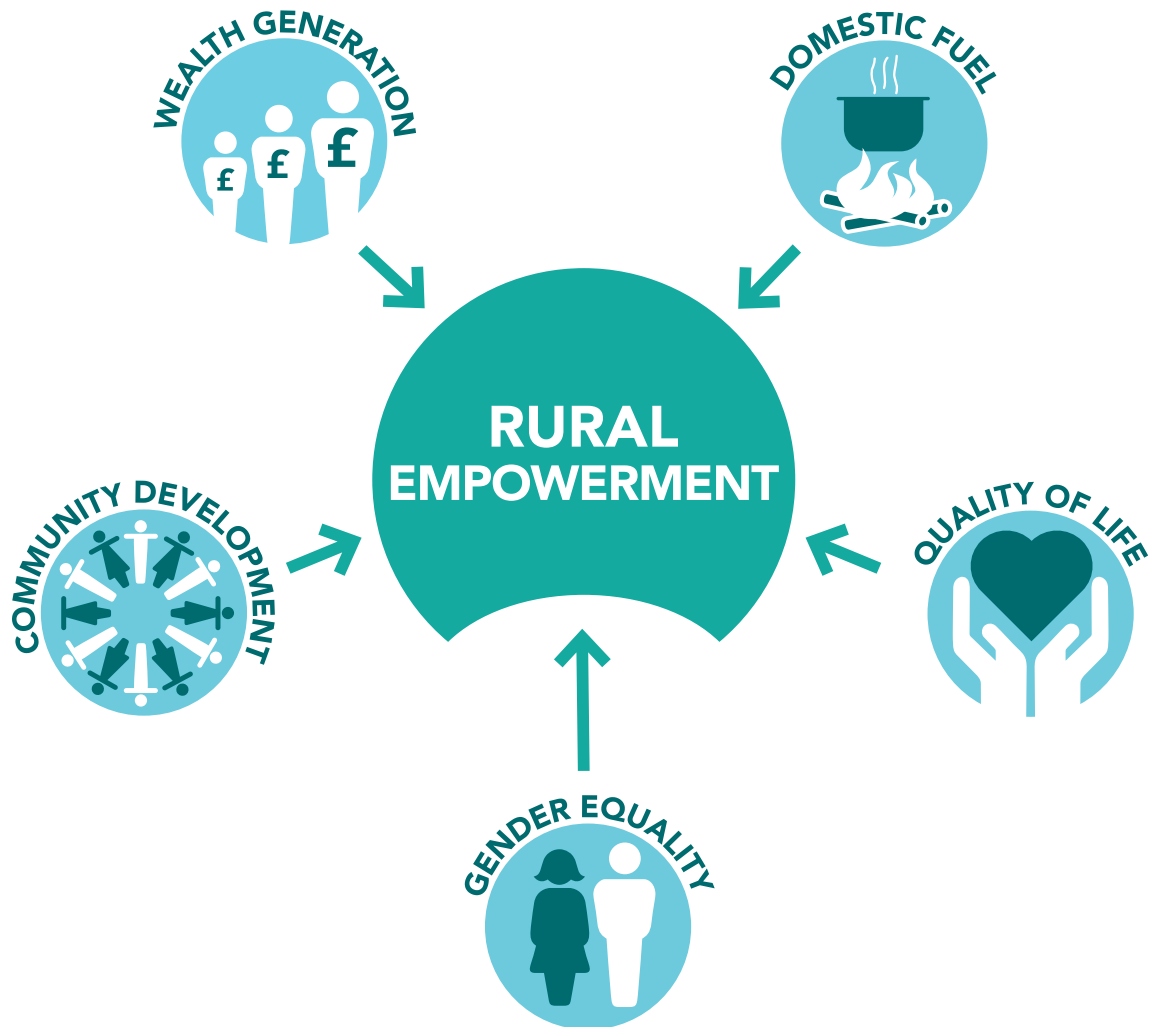 WEALTH GENERATION
DOMESTIC FUEL
£
£
£
RURAL
EMPOWERMENT
COMMUNITY DEVELOPMENT
QUALITY OF LIFE
GENDER EQUALITY